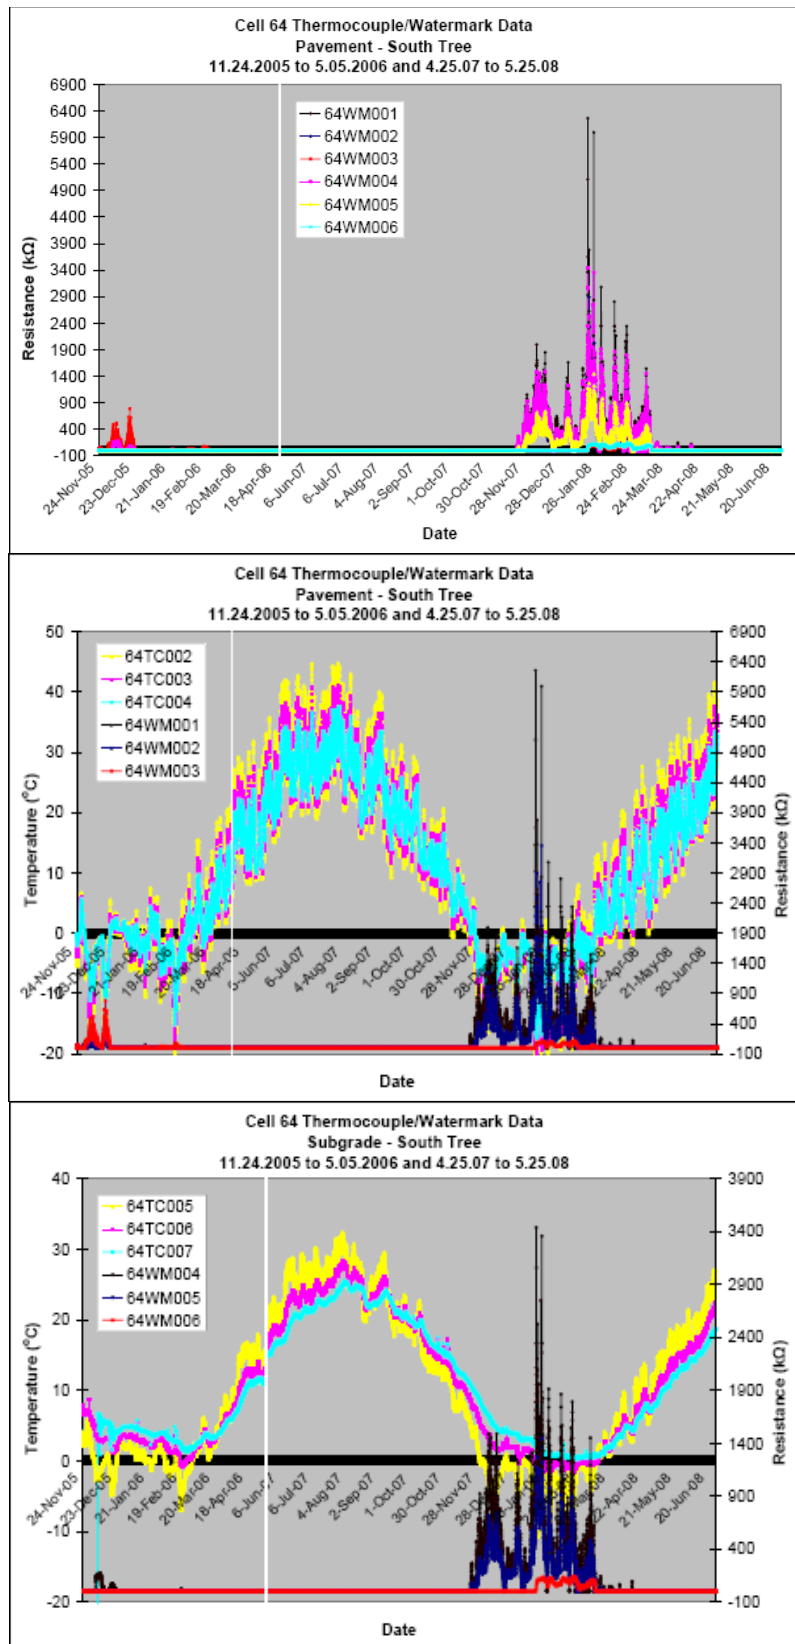 Cell 64 Thermocouple/Watermark Data
Pavement - South Tree
11.24.2005 to 5.05.2006 and 4.25.07 to 5.25.08
6900
6400
5900
5400
4900
4400
3900
3400
2900
2400
1900
1400
900
400
-100
Resistance (kΩ)
64WM001
64WM002
64WM003
64WM004
64WM005
64WM006
24-Nov-05
23-Dec-05
21-Jan-06
19-Feb-06
20-Mar-06
18-Apr-06
6-Jun-07
6-Jul-07
4-Aug-07
2-Sep-07
1-Oct-07
30-Oct-07
28-Nov-07
28-Dec-07
26-Jan-08
24-Feb-08
24-Mar-08
22-Apr-08
21-May-08
20-Jun-08
Date
Cell 64 Thermocouple/Watermark Data
Pavement - South Tree
11.24.2005 to 5.05.2006 and 4.25.07 to 5.25.08
50
40
30
20
10
0
-10
-20
Temperature (°C)
64TC002
64TC003
64TC004
64WM001
64WM002
64WM003
6900
6400
5900
5400
4900
4400
3900
3400
2900
2400
1900
1400
900
400
-100
Resistance (kΩ)
24-Nov-05
21-Jan-06
18-Apr-06
5-Jun-07
6-Jul-07
4-Aug-07
2-Sep-07
1-Oct-07
30-Oct-07
28-Nov-07
21-May-08
20-Jun-08
Date
Cell 64 Thermocouple/Watermark Data
Subgrade - South Tree
11.24.2005 to 5.05.2006 and 4.25.07 to 5.25.08
40
30
20
10
0
-10
-20
Temperature (°C)
64TC005
64TC006
64TC007
64WM004
64WM005
64WM006
3900
3400
2900
2400
1900
1400
900
400
-100
Resistance (kΩ)
24-Nov-05
23-Dec-05
21-Jan-06
19-Feb-06
20-Mar-06
18-Apr-06
6-Jun-07
6-Jul-07
4-Aug-07
2-Sep-07
1-Oct-07
30-Oct-07
28-Nov-07
22-Apr-08
21-May-08
20-Jun-08
Date